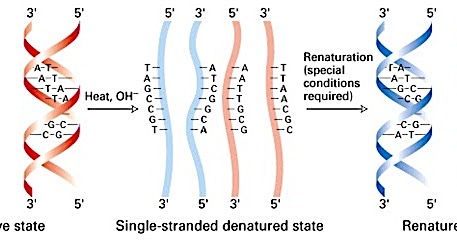 3' 5'
A-T
A-T
T-A
T-A
G-C
C-G
3' 5'
Heat, OH⁻
5' 3' 5' 3'
T
A
G
C
C
G
T
A
T
C
G
G
C
A
A
A
T
T
G
C
G
T
T
A
A
C
G
C
3' 5' 3' 5'
Renaturation
(special
conditions
required)
3' 5'
T-A
A-T
G-C
C-G
C-G
A-T
3' 5'
ve state
Single-stranded denatured state
Renature